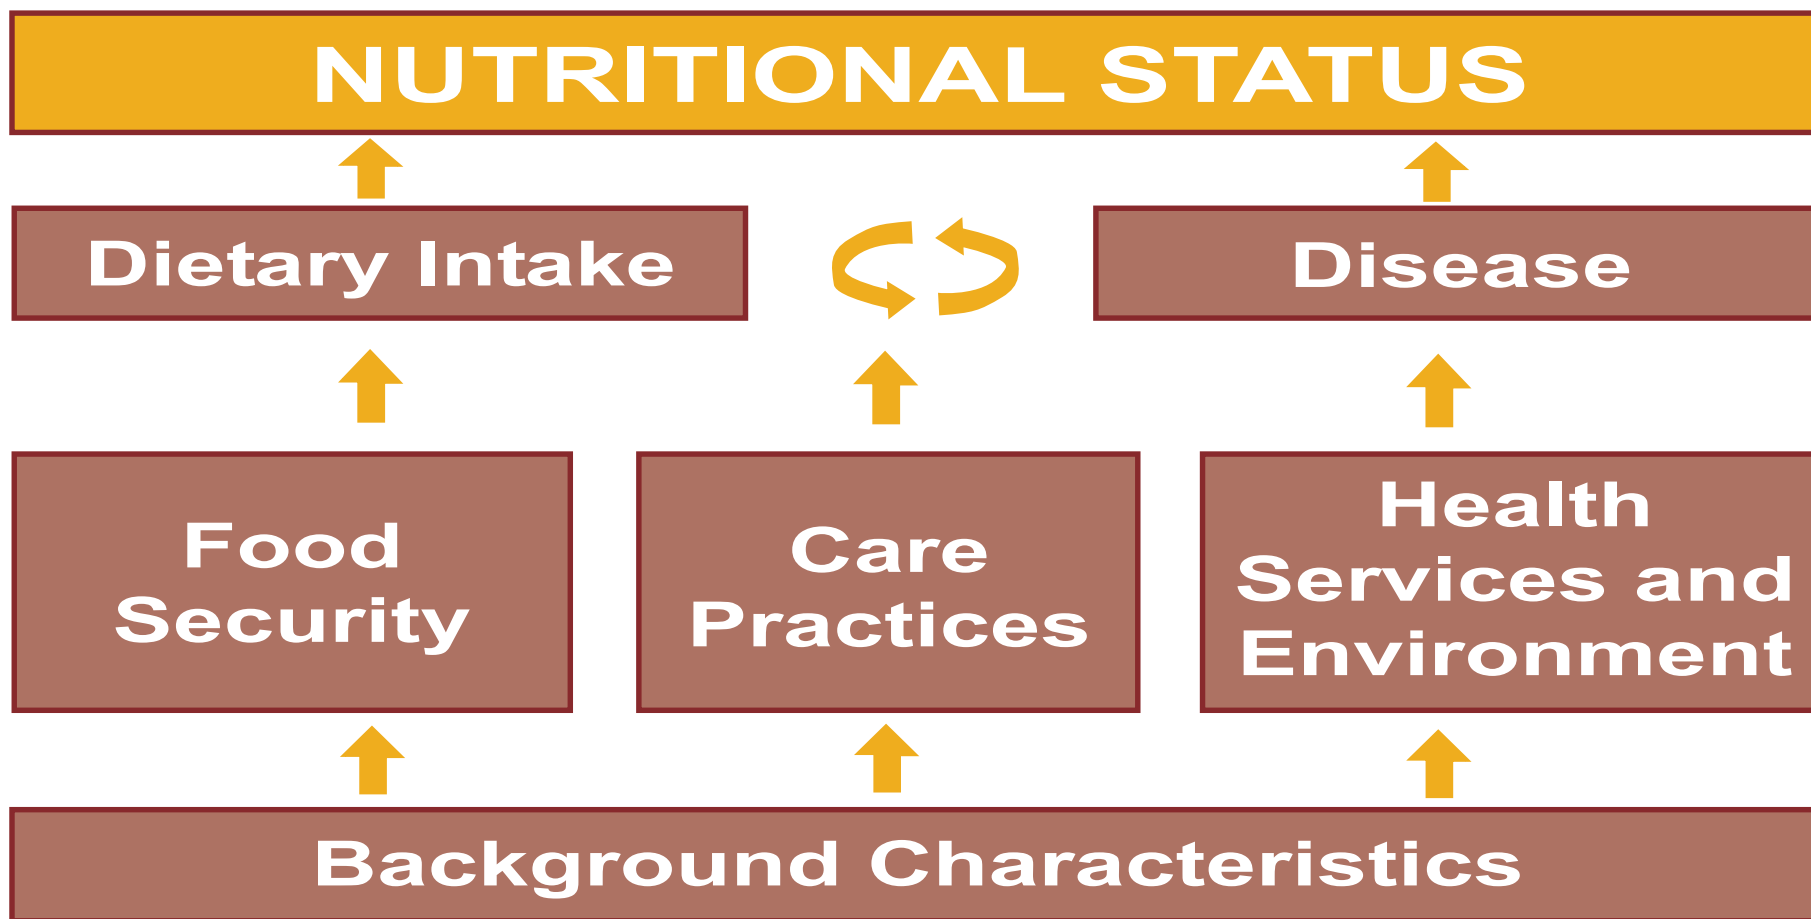 NUTRITIONAL STATUS
Dietary Intake
Disease
Food
Security
Care
Practices
Health
Services and
Environment
Background Characteristics